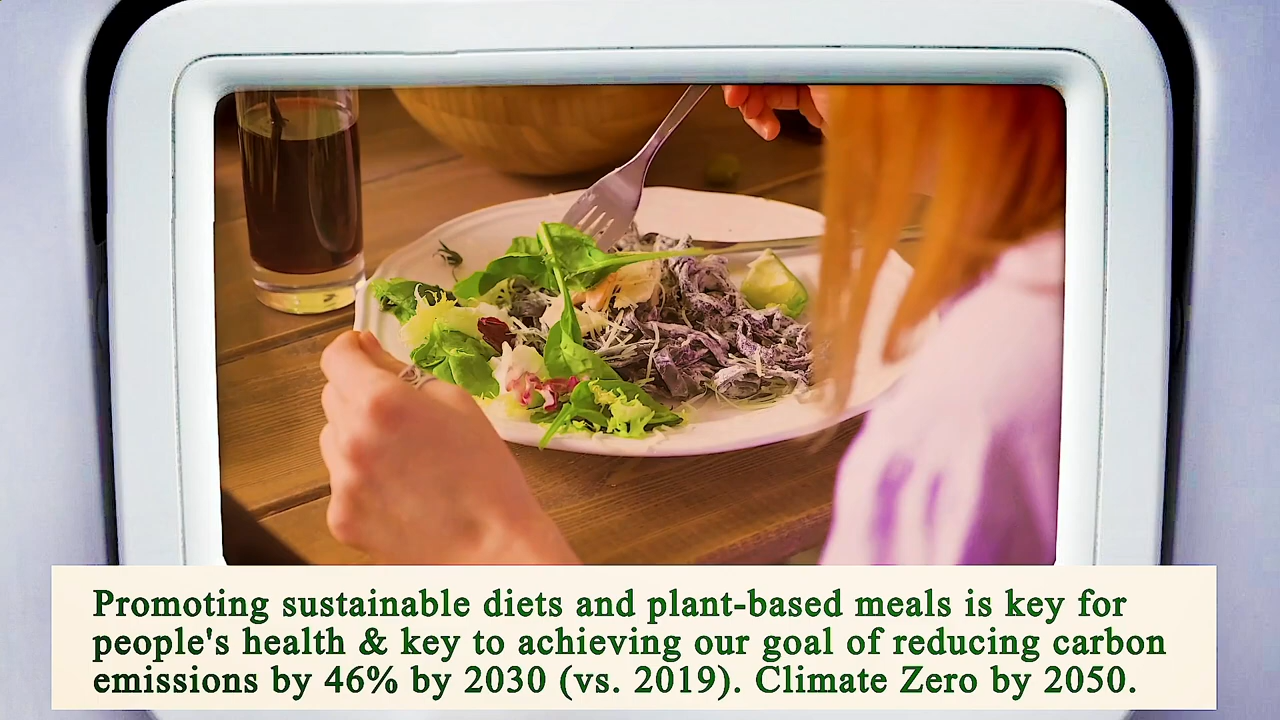 Promoting sustainable diets and plant-based meals is key for
people's health & key to achieving our goal of reducing carbon
emissions by 46% by 2030 (vs. 2019). Climate Zero by 2050.